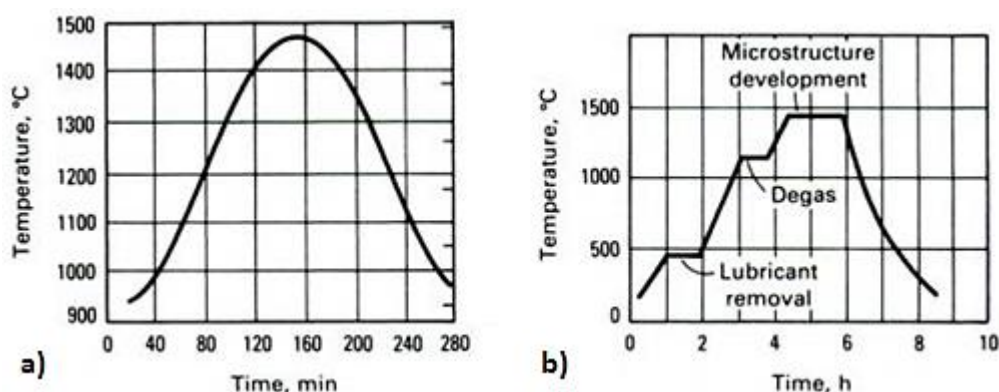 1500
1400
1300
1200
1100
1000
900
Temperature, °C
0 40 80 120 160 200 240 280
Time, min
a)
Microstructure
development
1500
1000
500
0
Temperature, °C
Degas
Lubricant
removal
0 2 4 6 8 10
Time, h
b)